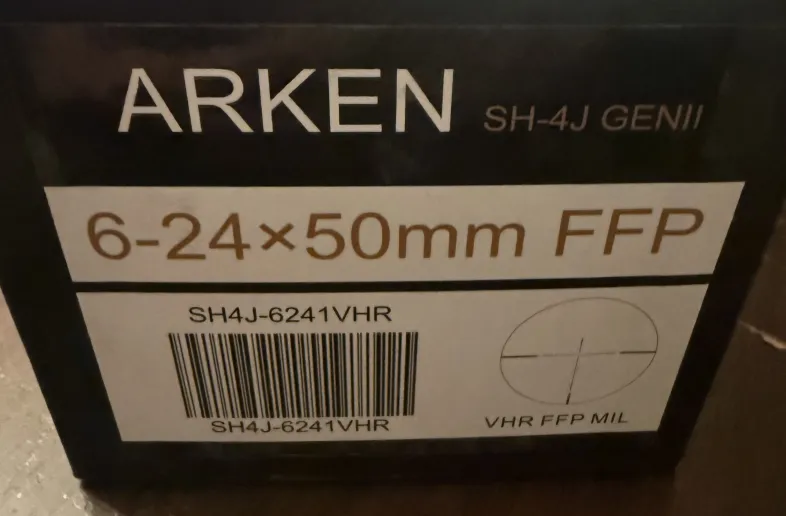 ARKEN SH-4J GENII
6-24×50mm FFP
SH4J-6241VHR
SH4J-6241VHR
VHR FFP MIL